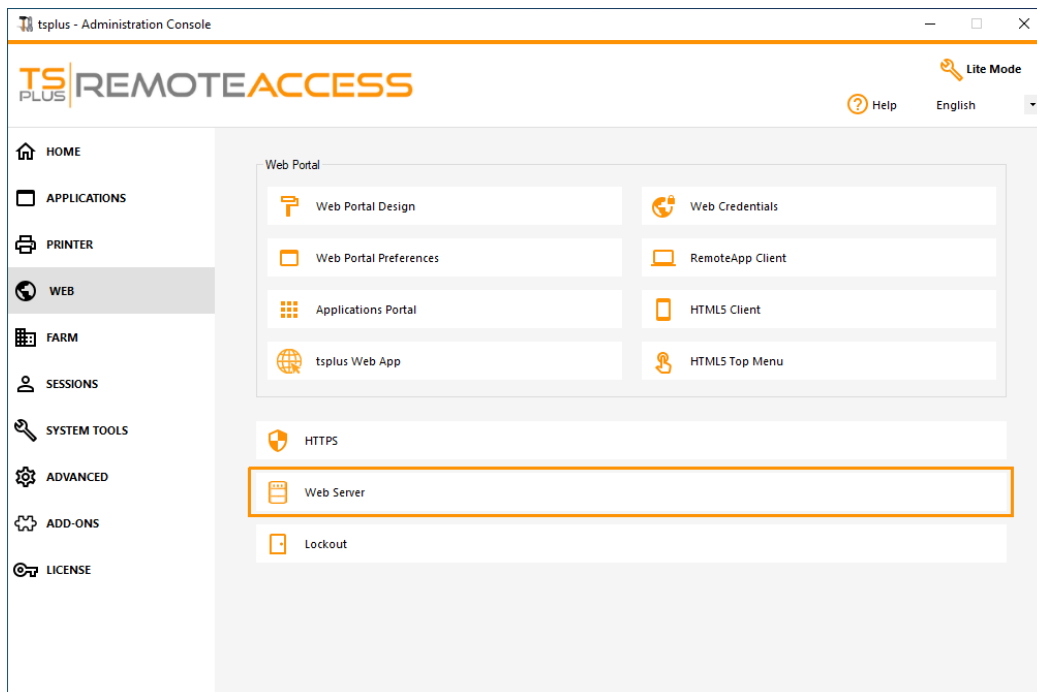 tsplus - Administration Console
TS PLUS REMOTEACCESS
Lite Mode
Help
English
HOME
APPLICATIONS
PRINTER
WEB
FARM
SESSIONS
SYSTEM TOOLS
ADVANCED
ADD-ONS
LICENSE
Web Portal
Web Portal Design
Web Credentials
Web Portal Preferences
RemoteApp Client
Applications Portal
HTML5 Client
tsplus Web App
HTML5 Top Menu
HTTPS
Web Server
Lockout